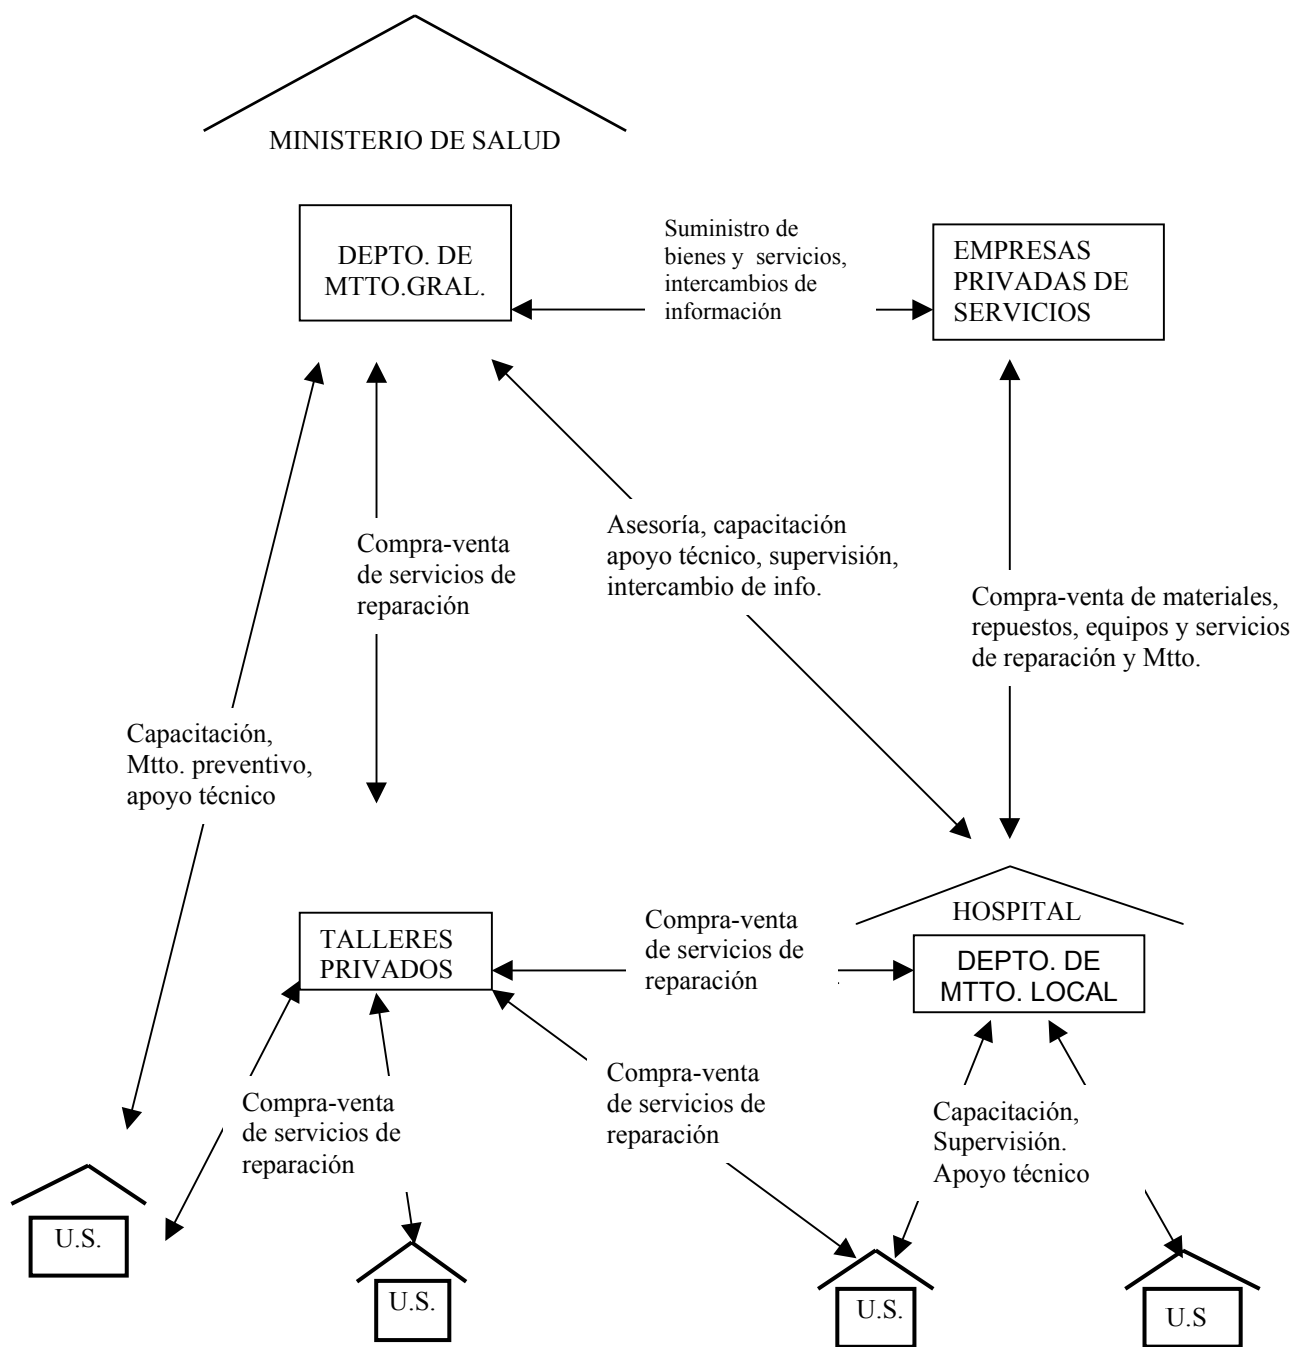 MINISTERIO DE SALUD
DEPTO. DE
MTTO.GRAL.
Suministro de
bienes y servicios,
intercambios de
información
EMPRESAS
PRIVADAS DE
SERVICIOS
Compra-venta
de servicios de
reparación
Asesoría, capacitación
apoyo técnico, supervisión,
intercambio de info.
Compra-venta de materiales,
repuestos, equipos y servicios
de reparación y Mtto.
Capacitación,
Mtto. preventivo,
apoyo técnico
TALLERES
PRIVADOS
Compra-venta
de servicios de
reparación
HOSPITAL
DEPTO. DE
MTTO. LOCAL
Compra-venta
de servicios de
reparación
Compra-venta
de servicios de
reparación
Capacitación,
Supervisión.
Apoyo técnico
U.S.
U.S.
U.S.
U.S